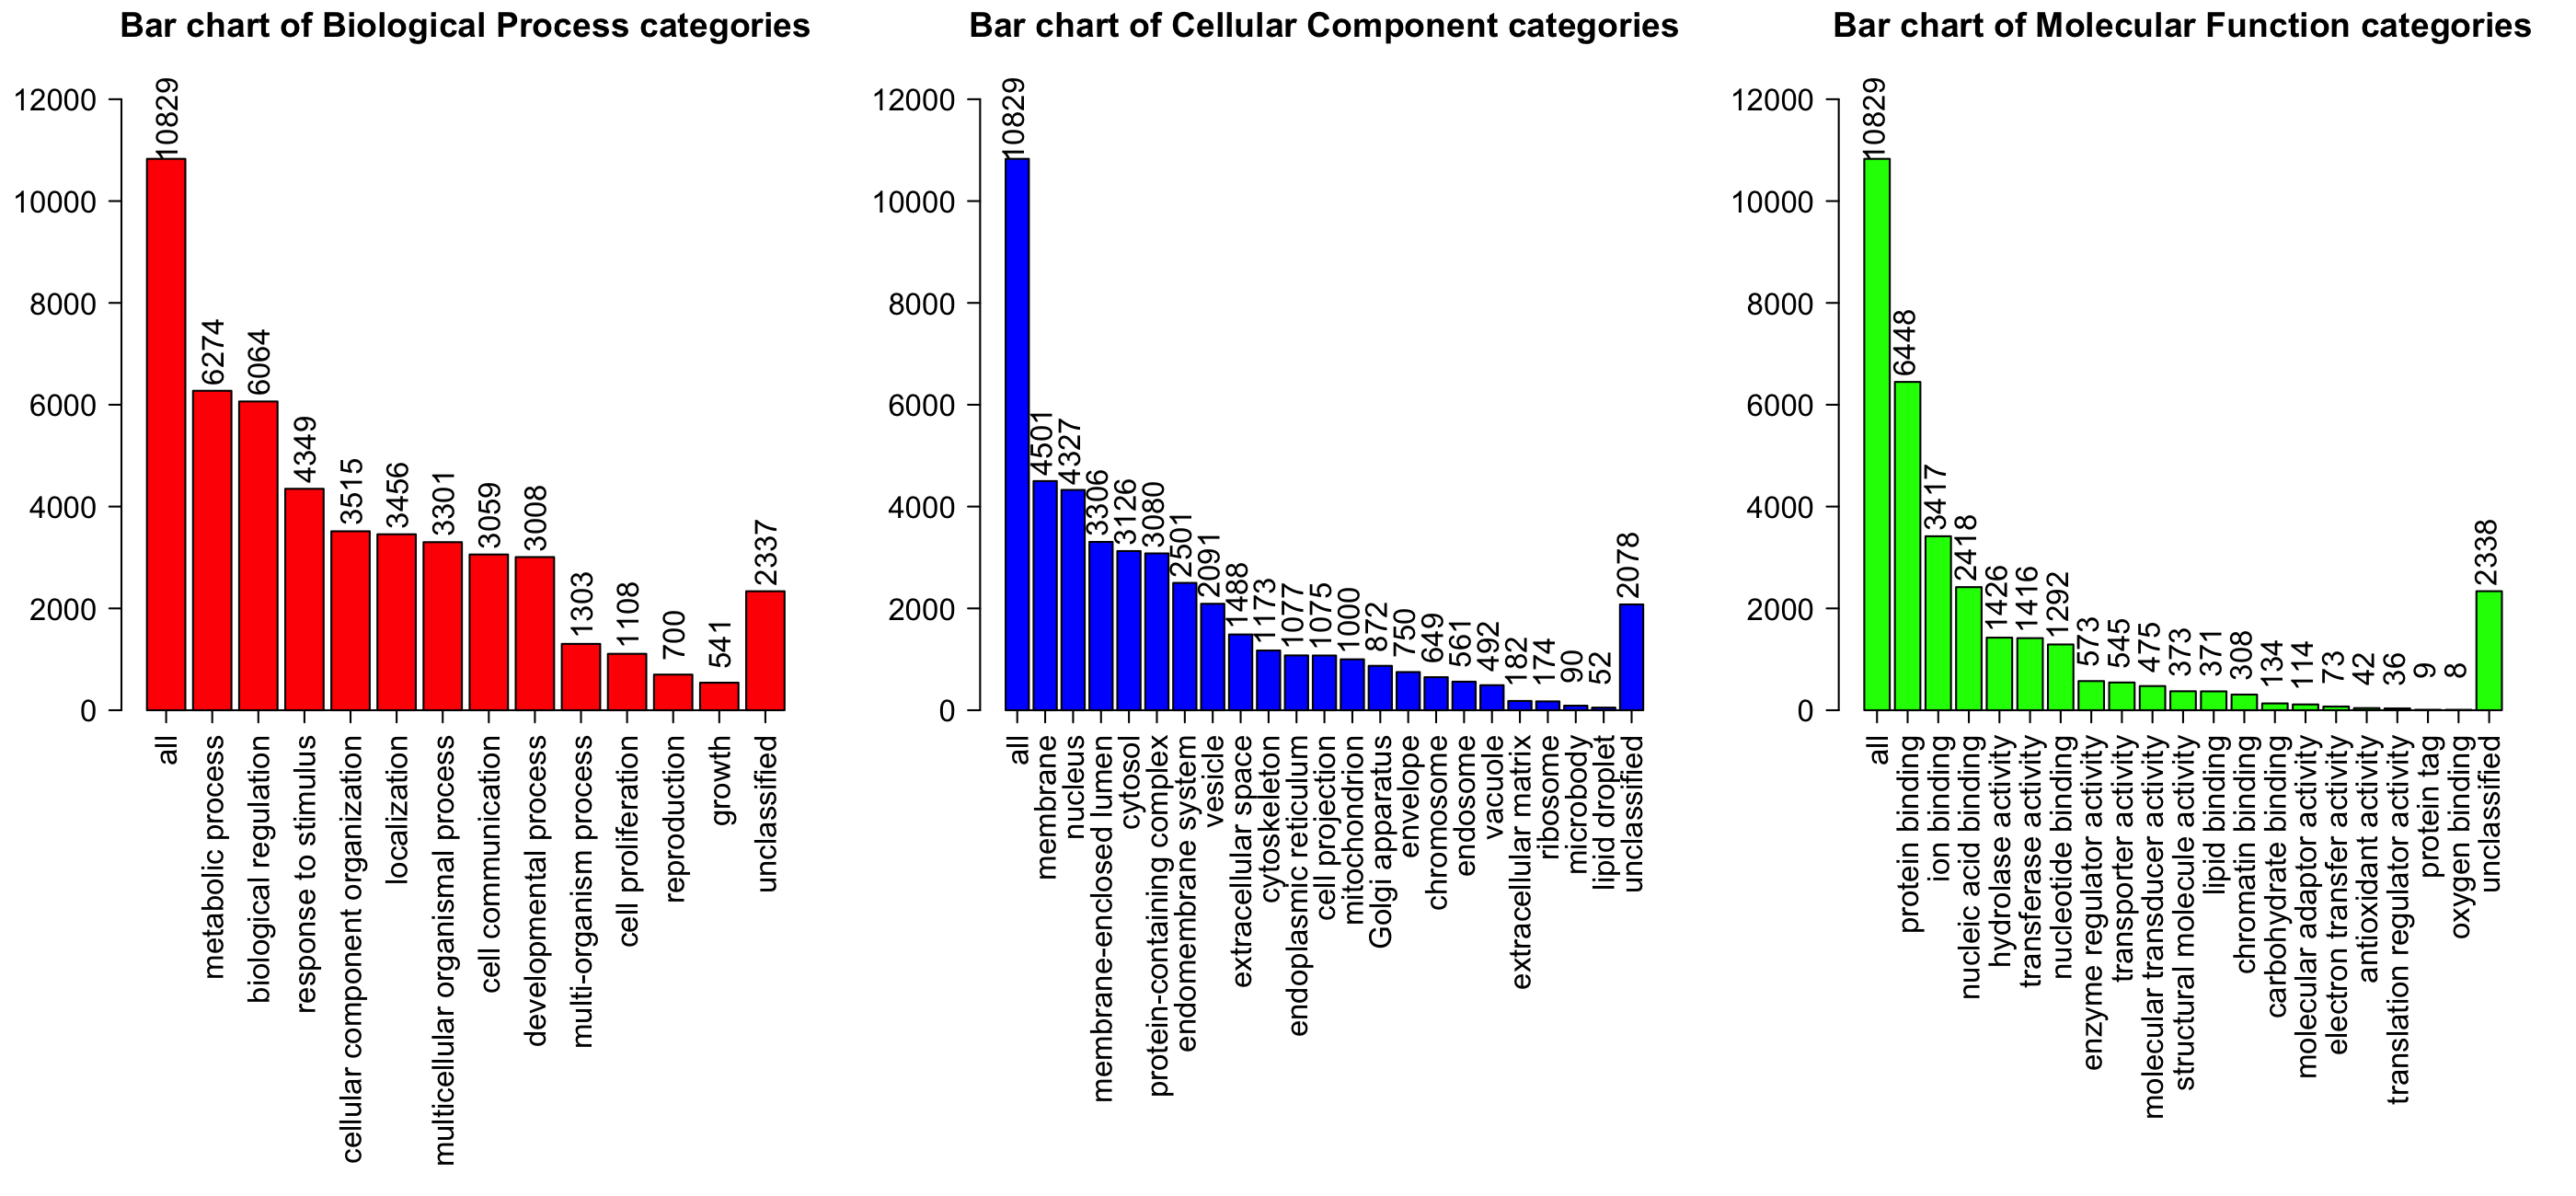 Bar chart of Biological Process categories
12000
10000
8000
6000
4000
2000
0
10829
6274
6064
4349
3515
3456
3301
3059
3008
1303
1108
700
541
2337
all
metabolic process
biological regulation
response to stimulus
cellular component organization
localization
multicellular organismal process
cell communication
developmental process
multi-organism process
cell proliferation
reproduction
growth
unclassified
Bar chart of Cellular Component categories
12000
10000
8000
6000
4000
2000
0
10829
4501
4327
3306
3126
3080
2501
2091
1488
1173
1077
1075
1000
872
750
649
561
492
182
174
90
52
2078
all
membrane
nucleus
membrane-enclosed lumen
cytosol
protein-containing complex
endomembrane system
vesicle
extracellular space
cytoskeleton
endoplasmic reticulum
cell projection
mitochondrion
Golgi apparatus
envelope
chromosome
endosome
vacuole
extracellular matrix
ribosome
microbody
lipid droplet
unclassified
Bar chart of Molecular Function categories
12000
10000
8000
6000
4000
2000
0
10829
6448
3417
2418
1426
1416
1292
573
545
475
373
371
308
134
114
73
42
36
9
8
2338
all
protein binding
ion binding
nucleic acid binding
hydrolase activity
transferase activity
nucleotide binding
enzyme regulator activity
transporter activity
molecular transducer activity
structural molecule activity
lipid binding
chromatin binding
carbohydrate binding
molecular adaptor activity
electron transfer activity
antioxidant activity
translation regulator activity
protein tag
oxygen binding
unclassified